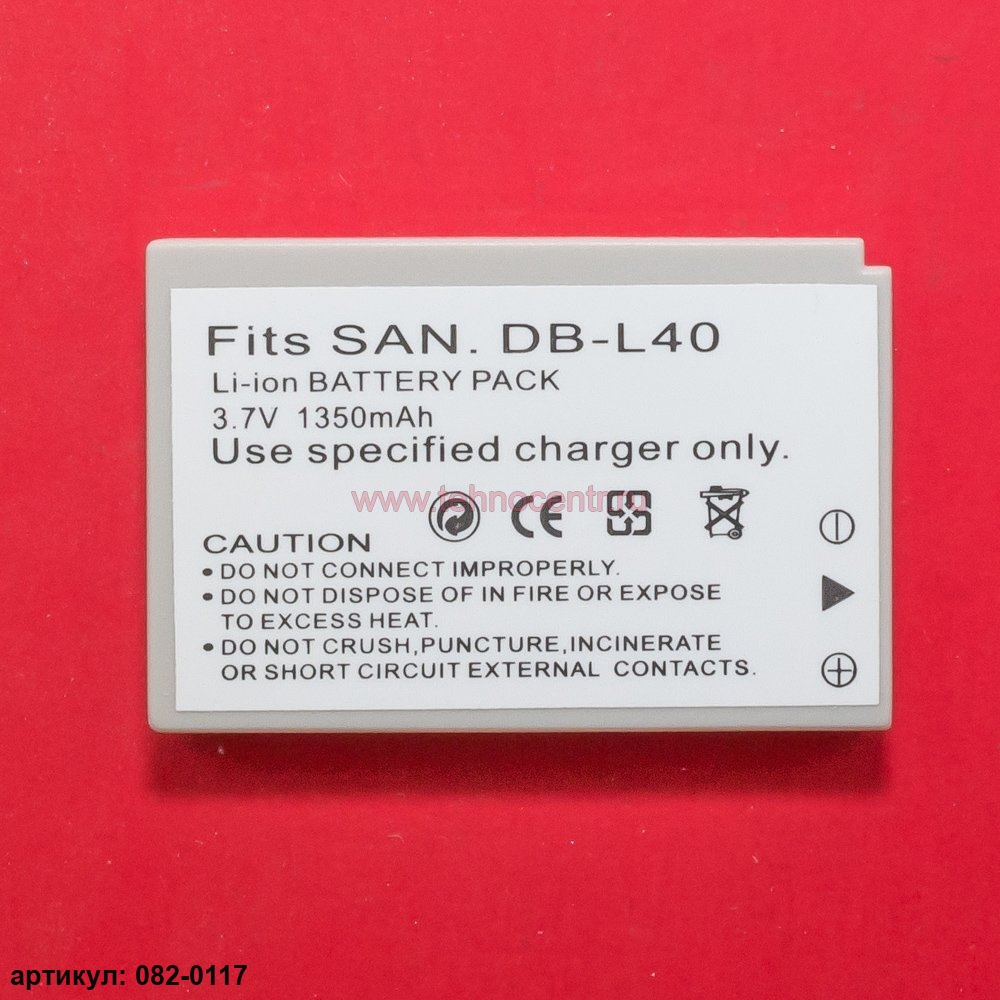 Fits SAN. DB-L40
Li-ion BATTERY PACK
3.7V 1350mAh
Use specified charger only.
www.tehnocentr.ru
CE
CAUTION
• DO NOT CONNECT IMPROPERLY.
• DO NOT DISPOSE OF IN FIRE OR EXPOSE
TO EXCESS HEAT.
• DO NOT CRUSH,PUNCTURE,INCINERATE
OR SHORT CIRCUIT EXTERNAL CONTACTS.
артикул: 082-0117